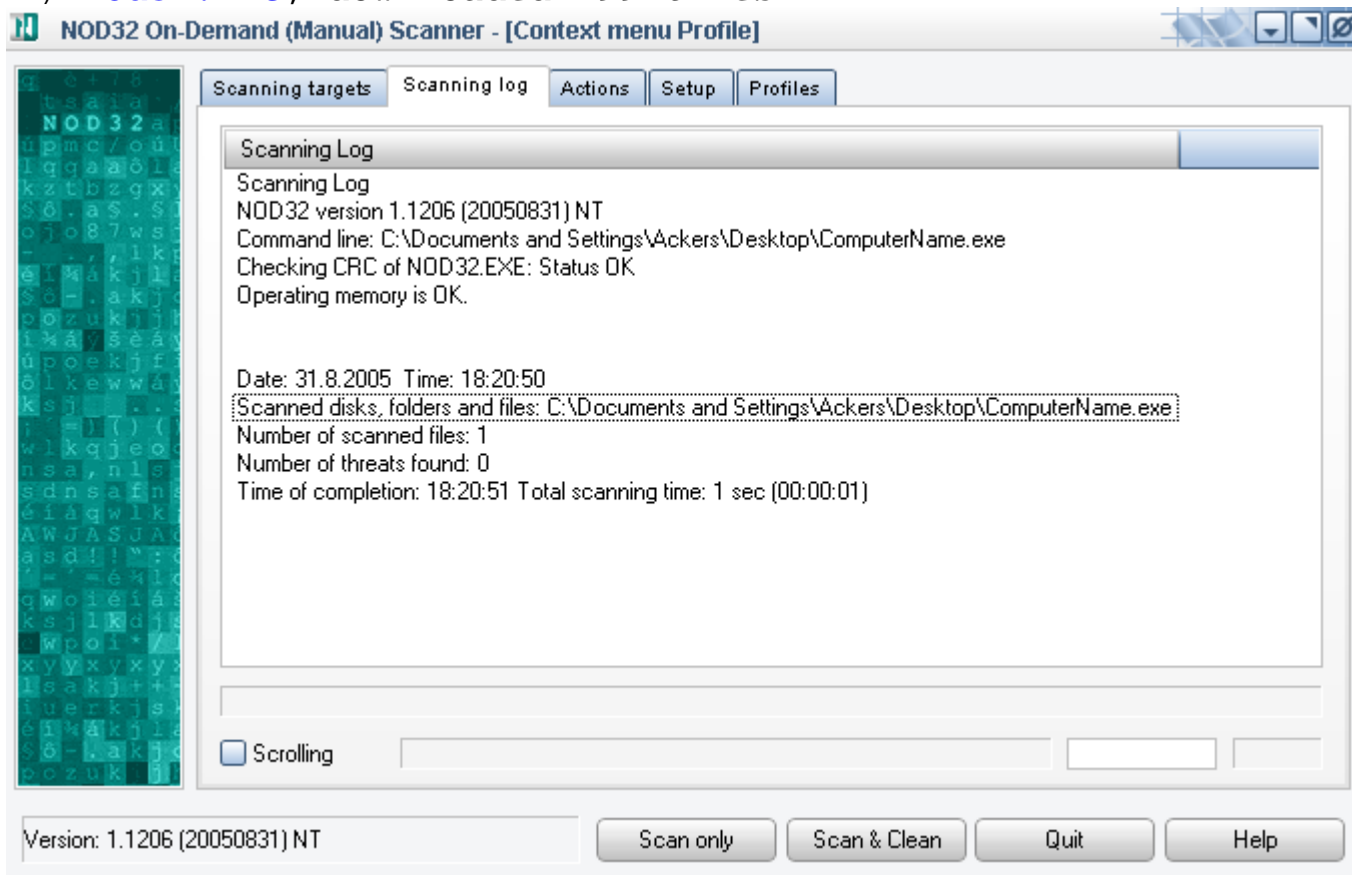 NOD32 On-Demand (Manual) Scanner - [Context menu Profile]
Scanning targets
Scanning log
Actions
Setup
Profiles
NOD32
Scanning Log
Scanning Log
NOD32 version 1.1206 (20050831) NT
Command line: C:\Documents and Settings\Ackers\Desktop\ComputerName.exe
Checking CRC of NOD32.EXE: Status OK
Operating memory is OK.
Date: 31.8.2005 Time: 18:20:50
Scanned disks, folders and files: C:\Documents and Settings\Ackers\Desktop\ComputerName.exe
Number of scanned files: 1
Number of threats found: 0
Time of completion: 18:20:51 Total scanning time: 1 sec (00:00:01)
Scrolling
Version: 1.1206 (20050831) NT
Scan only
Scan & Clean
Quit
Help